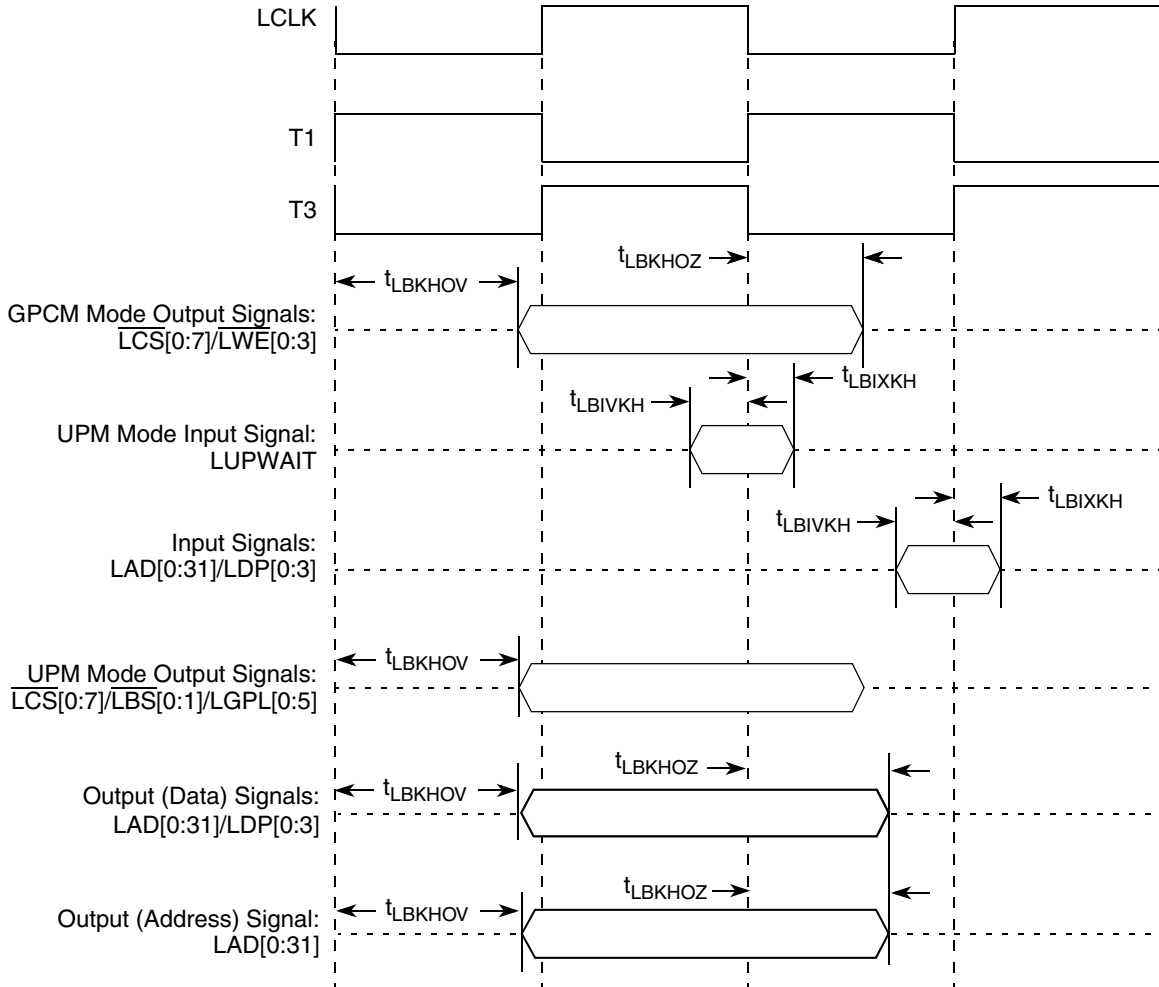 LCLK
T1
T3
tLBKHOZ
tLBKHOV
GPCM Mode Output Signals:
LCS[0:7]/LWE[0:3]
tLBIXKH
tLBIVKH
UPM Mode Input Signal:
LUPWAIT
tLBIXKH
tLBIVKH
Input Signals:
LAD[0:31]/LDP[0:3]
tLBKHOV
UPM Mode Output Signals:
LCS[0:7]/LBS[0:1]/LGPL[0:5]
tLBKHOZ
tLBKHOV
Output (Data) Signals:
LAD[0:31]/LDP[0:3]
tLBKHOZ
tLBKHOV
Output (Address) Signal:
LAD[0:31]